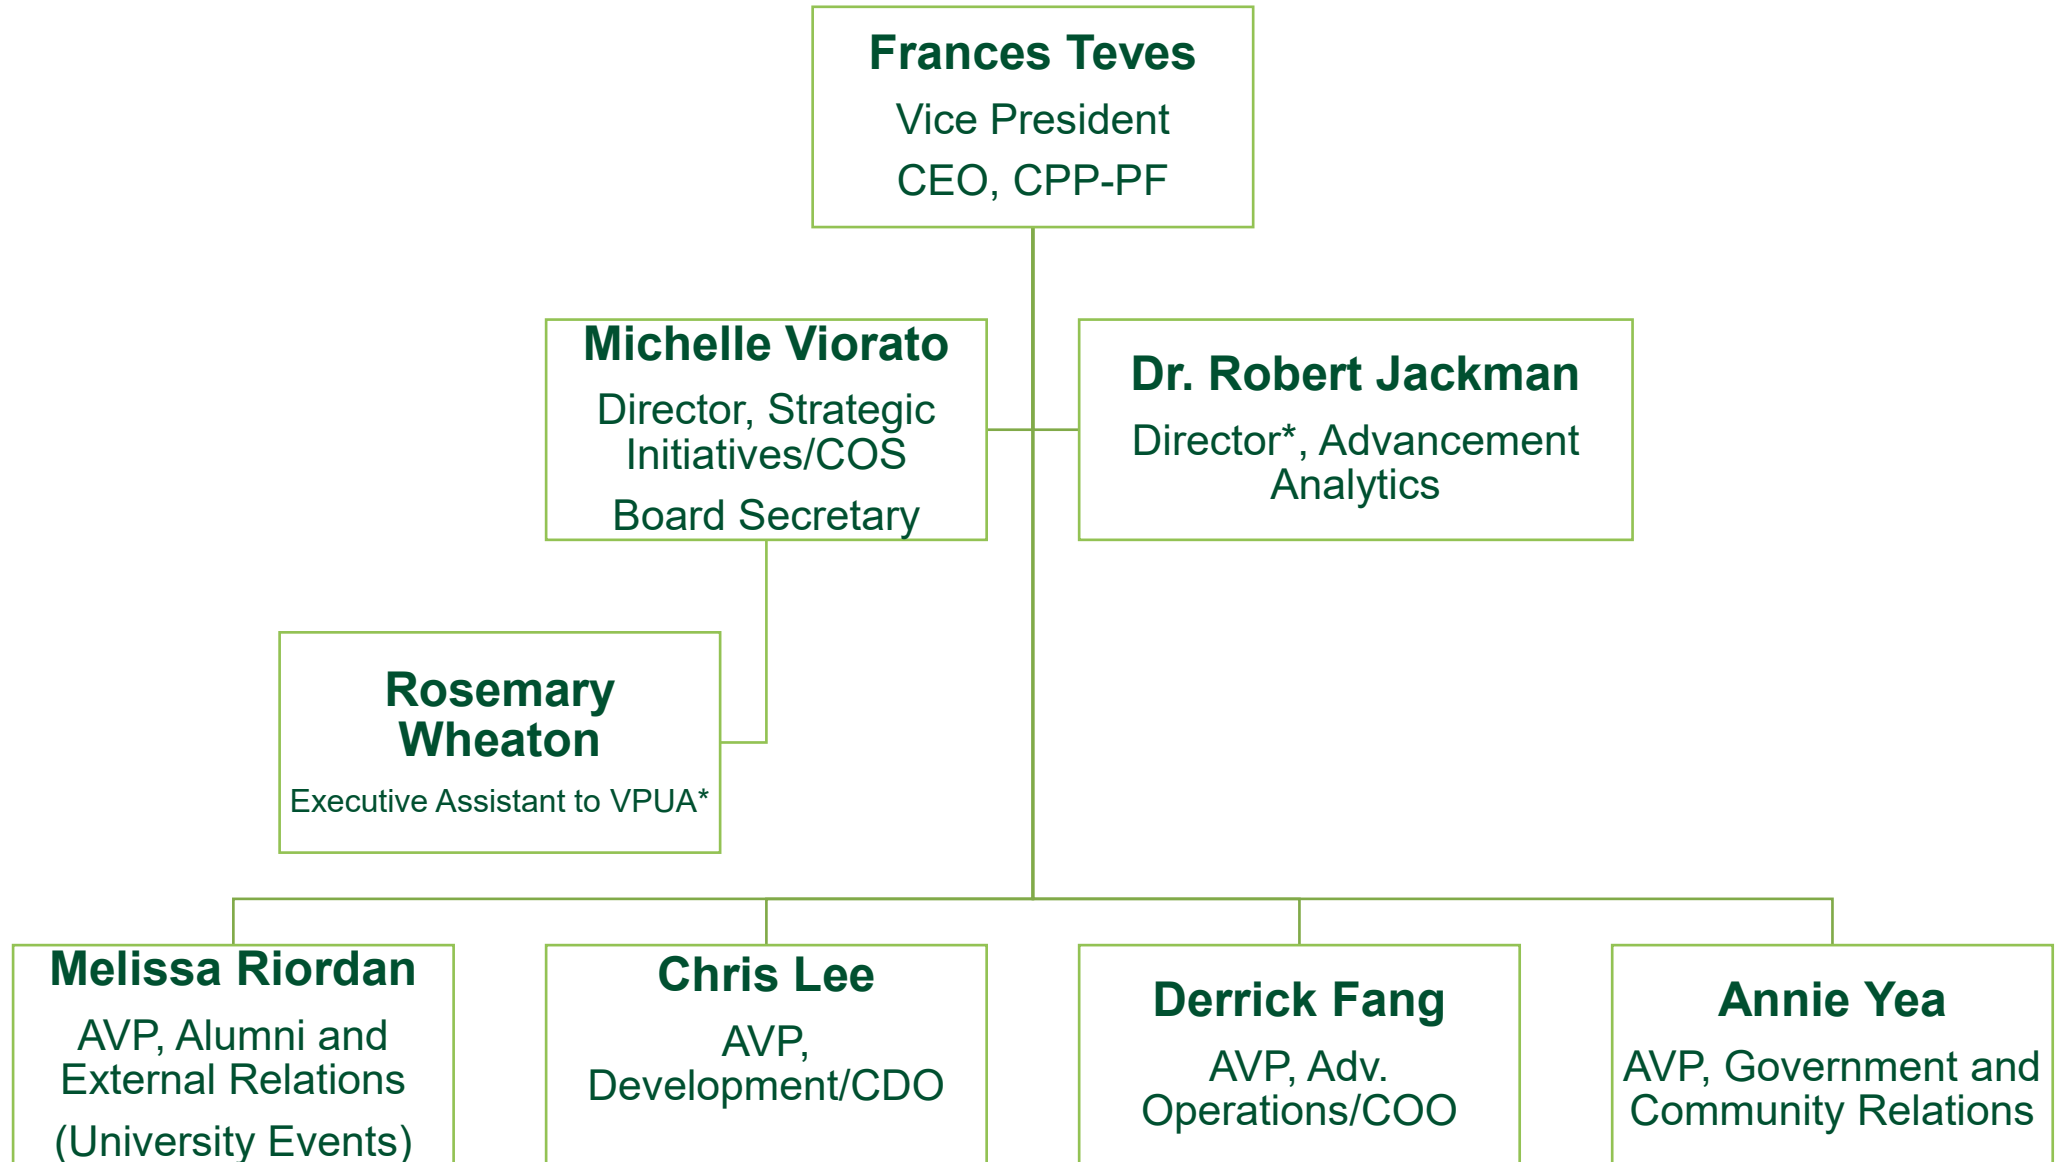 Frances Teves
Vice President
CEO, CPP-PF
Michelle Viorato
Director, Strategic
Initiatives/COS
Board Secretary
Dr. Robert Jackman
Director*, Advancement
Analytics
Rosemary
Wheaton
Executive Assistant to VPUA*
Melissa Riordan
AVP, Alumni and
External Relations
(University Events)
Chris Lee
AVP,
Development/CDO
Derrick Fang
AVP, Adv.
Operations/COO
Annie Yea
AVP, Government and
Community Relations